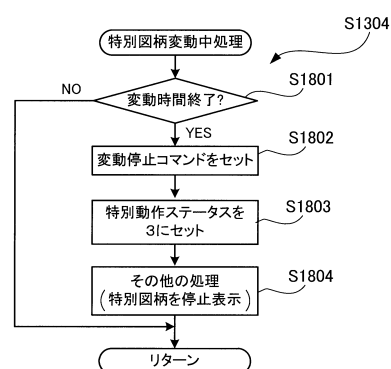 特別図柄変動中処理
S1304
変動時間終了?
S1801
NO
YES
変動停止コマンドをセット
S1802
特別動作ステータスを
3にセット
S1803
その他の処理
(特別図柄を停止表示)
S1804
リターン